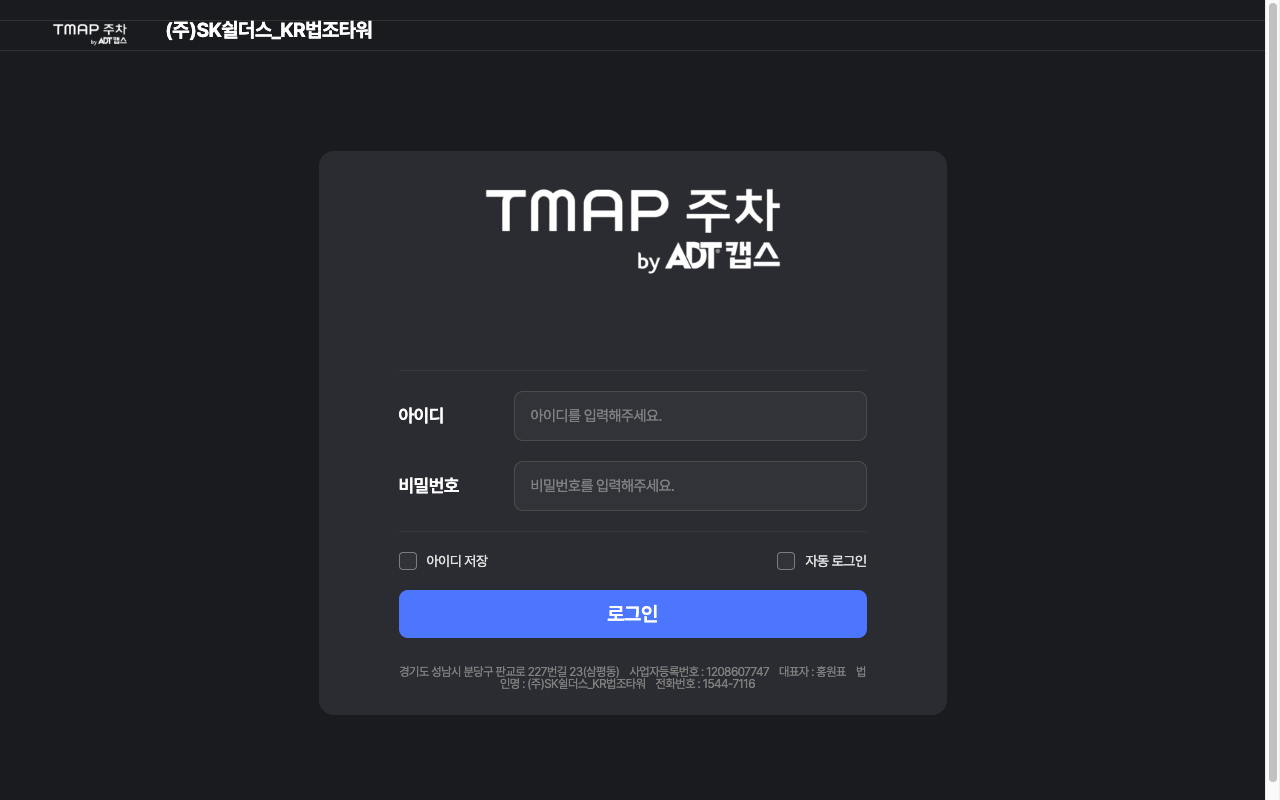 TMAP 주차
by ADT캡스
(주)SK쉴더스_KR법조타워
TMAP 주차
by ADT캡스
아이디
아이디를 입력해주세요.
비밀번호
비밀번호를 입력해주세요.
아이디 저장
자동 로그인
로그인
경기도 성남시 분당구 판교로 227번길 23(삼평동) 사업자등록번호 : 1208607747 대표자 : 홍원표 법
인명 : (주)SK쉴더스_KR법조타워 전화번호 : 1544-7116